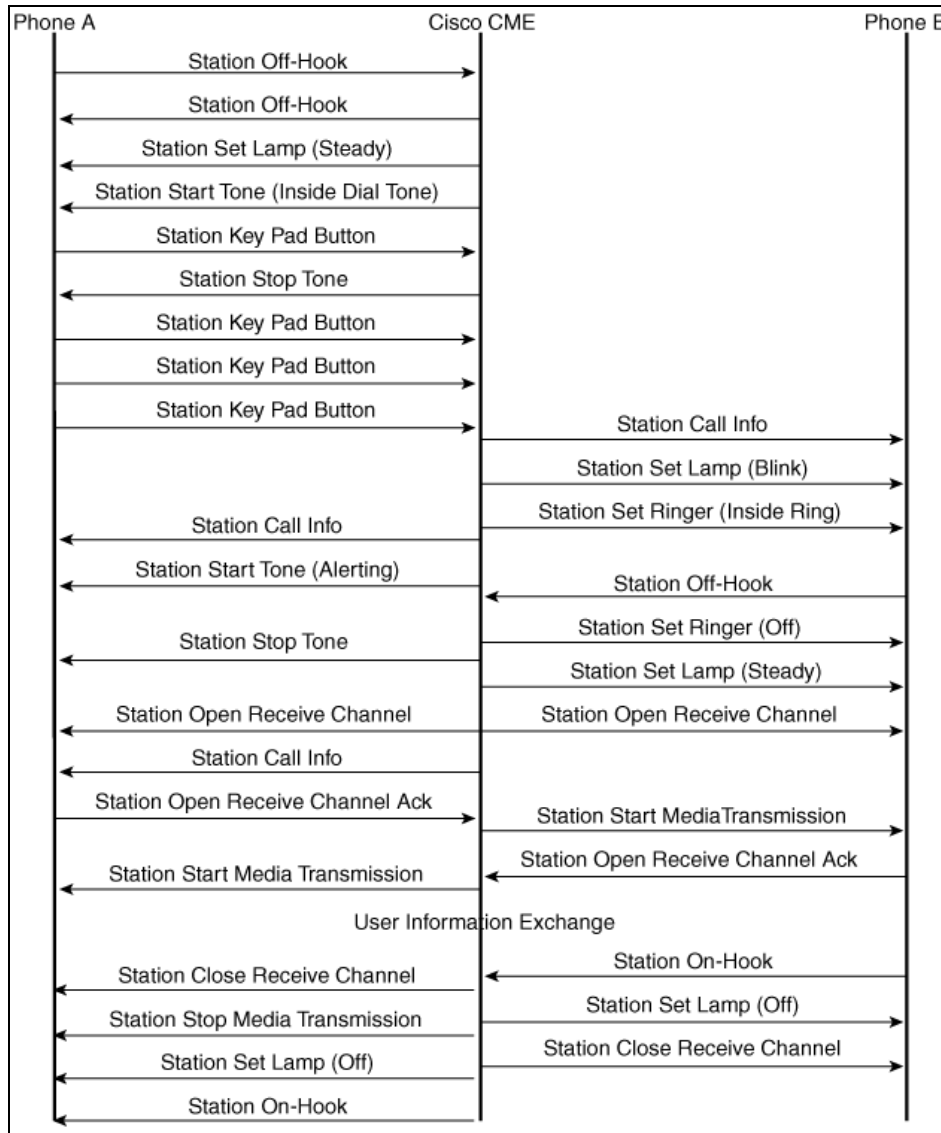 Phone A Cisco CME Phone B
Station Off-Hook
Station Off-Hook
Station Set Lamp (Steady)
Station Start Tone (Inside Dial Tone)
Station Key Pad Button
Station Stop Tone
Station Key Pad Button
Station Key Pad Button
Station Key Pad Button
Station Call Info
Station Set Lamp (Blink)
Station Set Ringer (Inside Ring)
Station Call Info
Station Start Tone (Alerting)
Station Off-Hook
Station Set Ringer (Off)
Station Stop Tone
Station Set Lamp (Steady)
Station Open Receive Channel Station Open Receive Channel
Station Call Info
Station Open Receive Channel Ack
Station Start MediaTransmission
Station Open Receive Channel Ack
Station Start Media Transmission
User Information Exchange
Station On-Hook
Station Close Receive Channel
Station Set Lamp (Off)
Station Stop Media Transmission
Station Close Receive Channel
Station Set Lamp (Off)
Station On-Hook